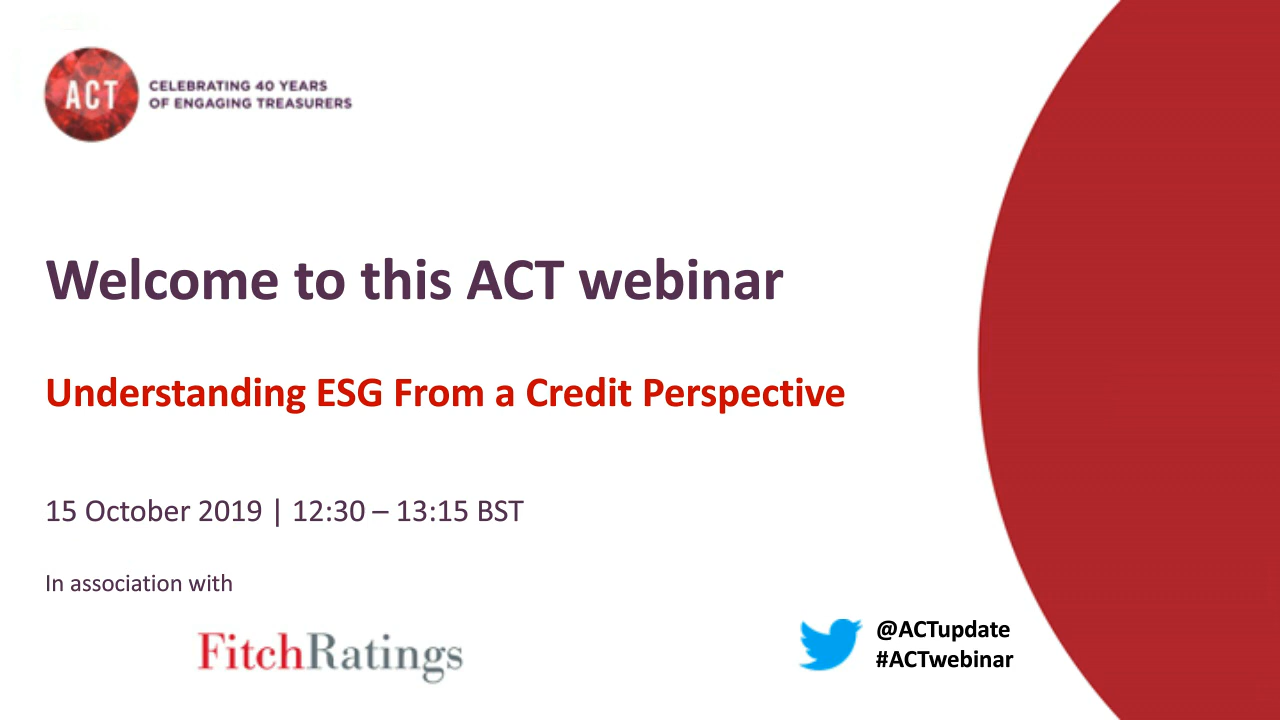 ACT
CELEBRATING 40 YEARS
OF ENGAGING TREASURERS
Welcome to this ACT webinar
Understanding ESG From a Credit Perspective
15 October 2019 | 12:30 – 13:15 BST
In association with
FitchRatings
@ACTupdate
#ACTwebinar